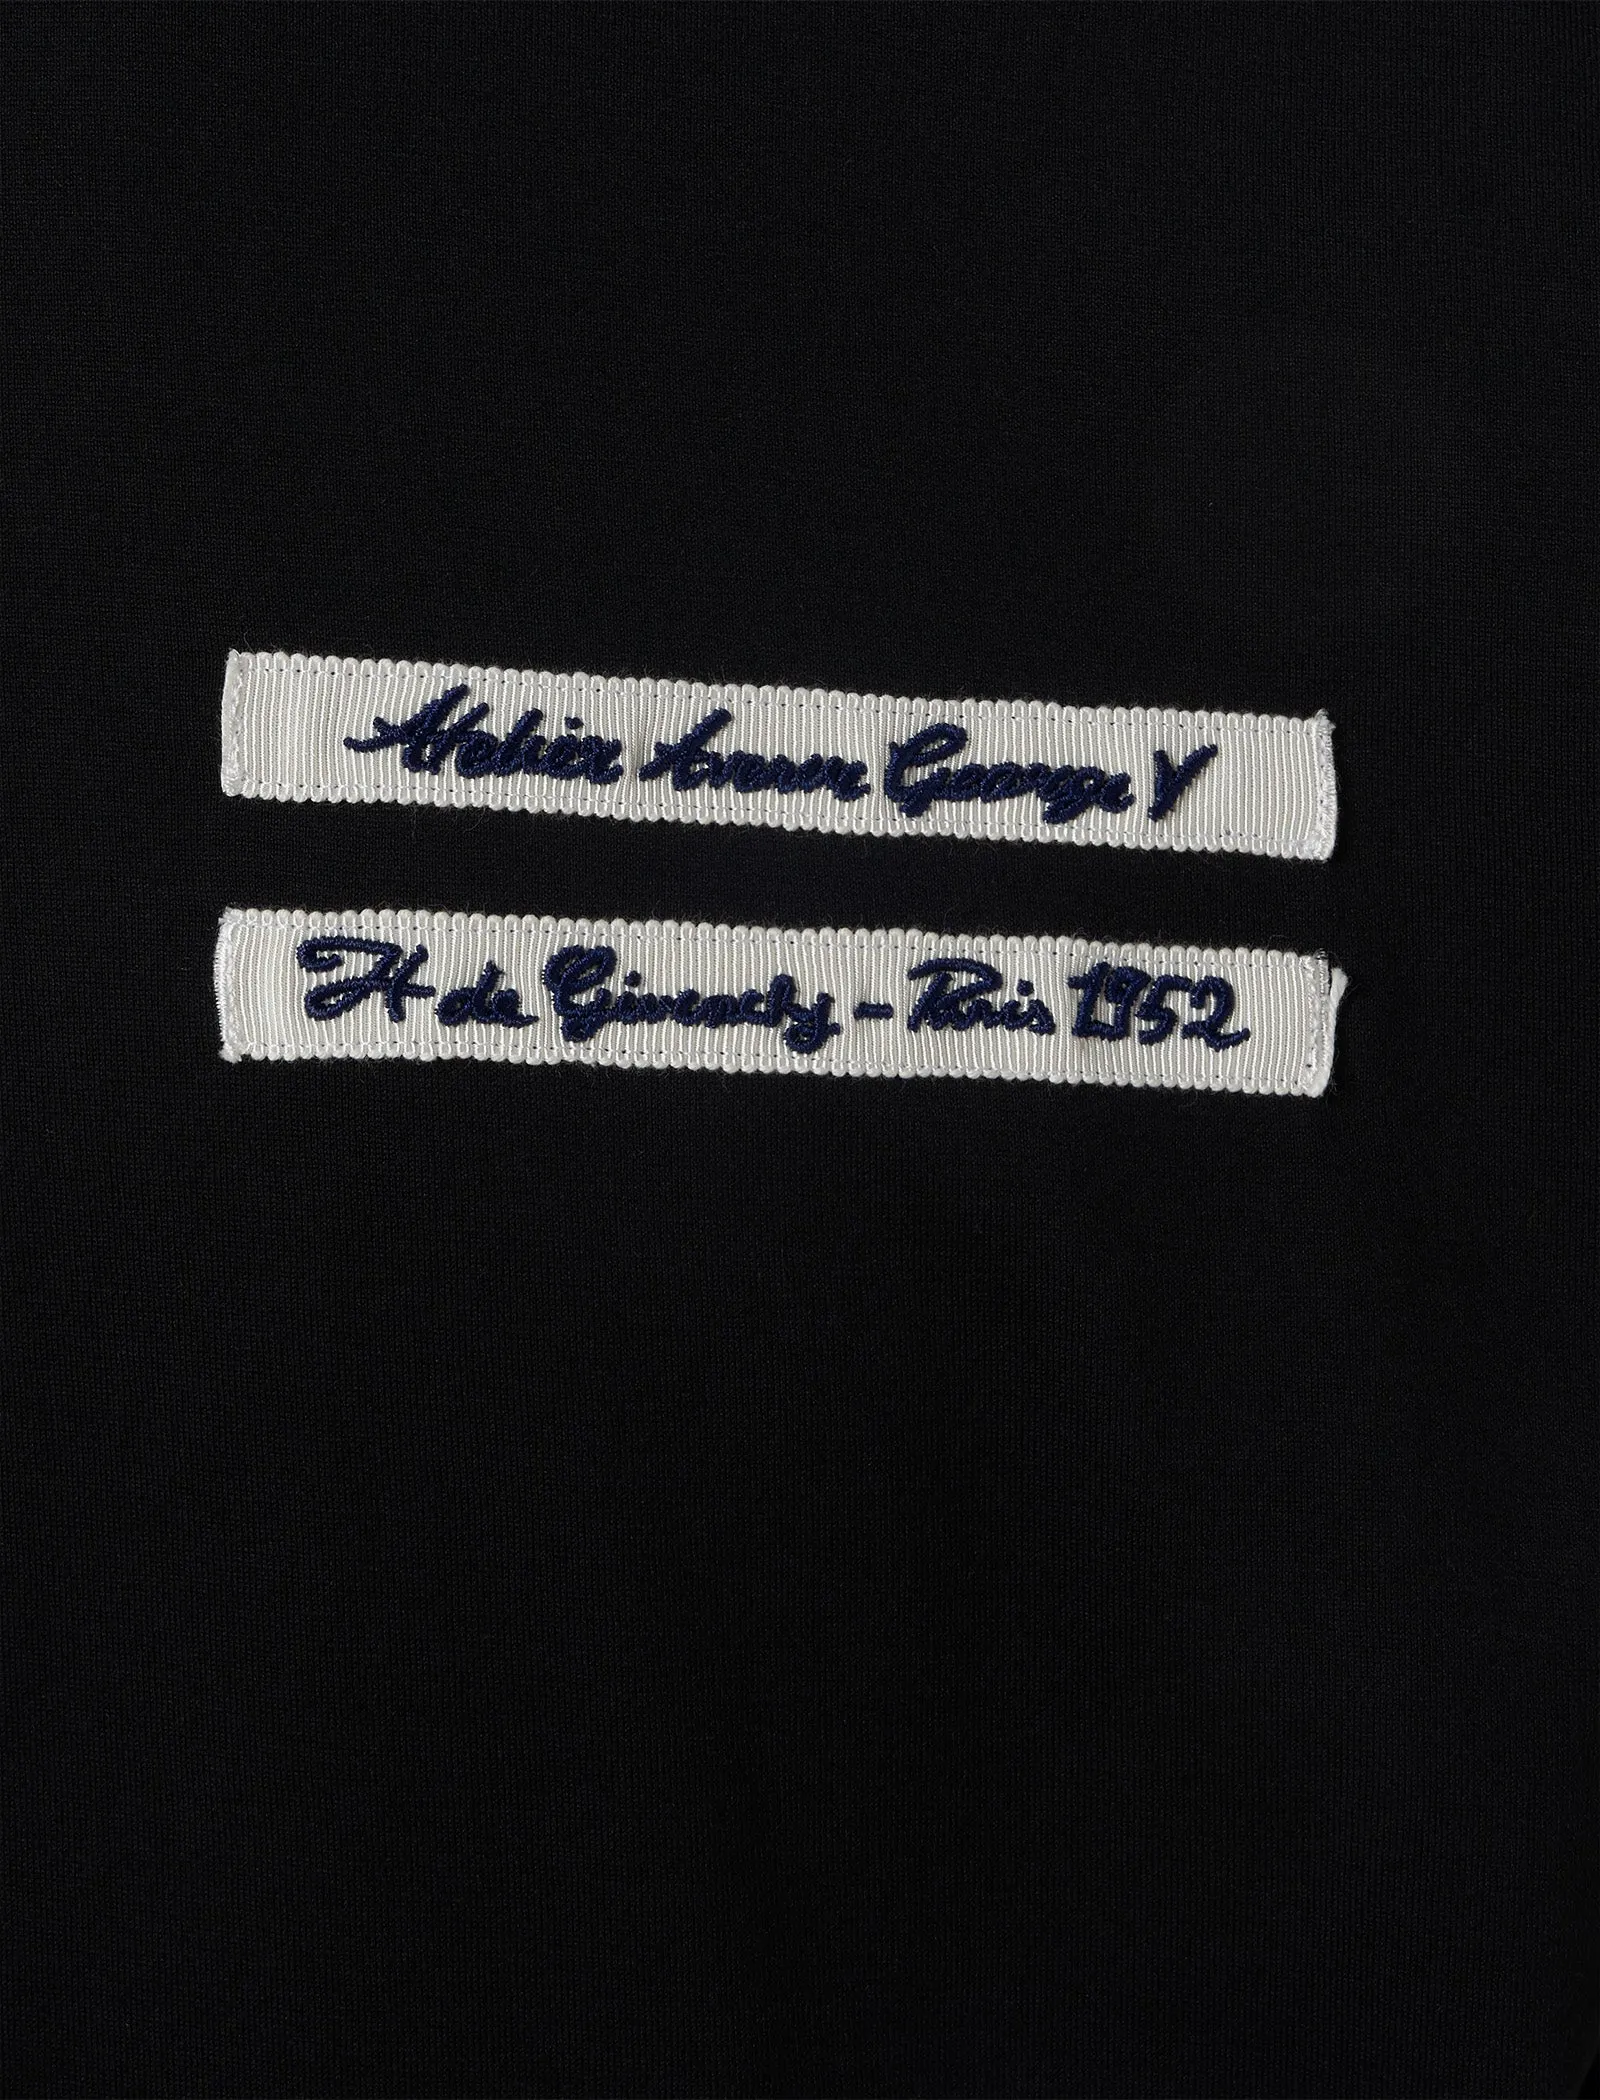 Atelier Avenue George V
H de Givenchy - Paris 1952